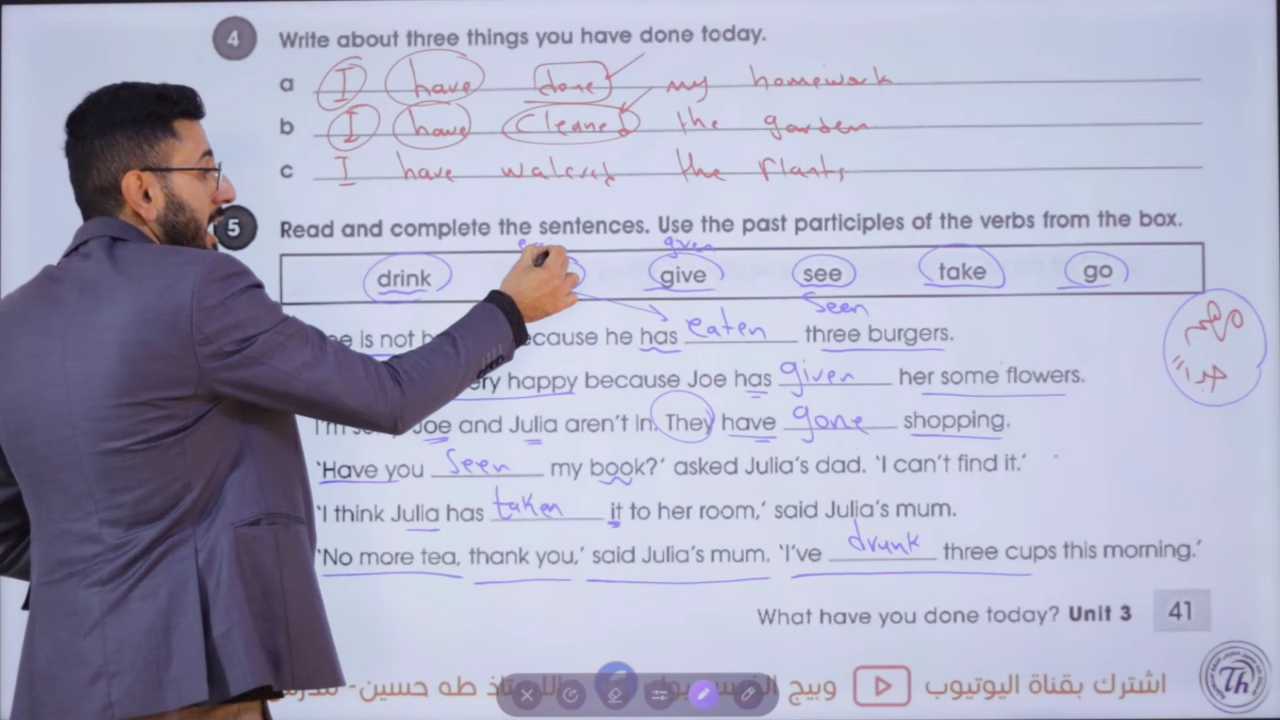 4 Write about three things you have done today.
a I have done my homework
b I have cleaned the garden
c I have the plants
5 Read and complete the sentences. Use the past participles of the verbs from the box.
given
drink give see take go
seen
is not because he has eaten three burgers.
very happy because Joe has given her some flowers.
I'm Joe and Julia aren't in. They have gone shopping.
'Have you seen my book?' asked Julia's dad. 'I can't find it.'
'I think Julia has taken it to her room,' said Julia's mum.
'No more tea, thank you,' said Julia's mum. 'I've drunk three cups this morning.'
What have you done today? Unit 3 41
اشترك بقناة اليوتيوب وبيج طه حسين
Th